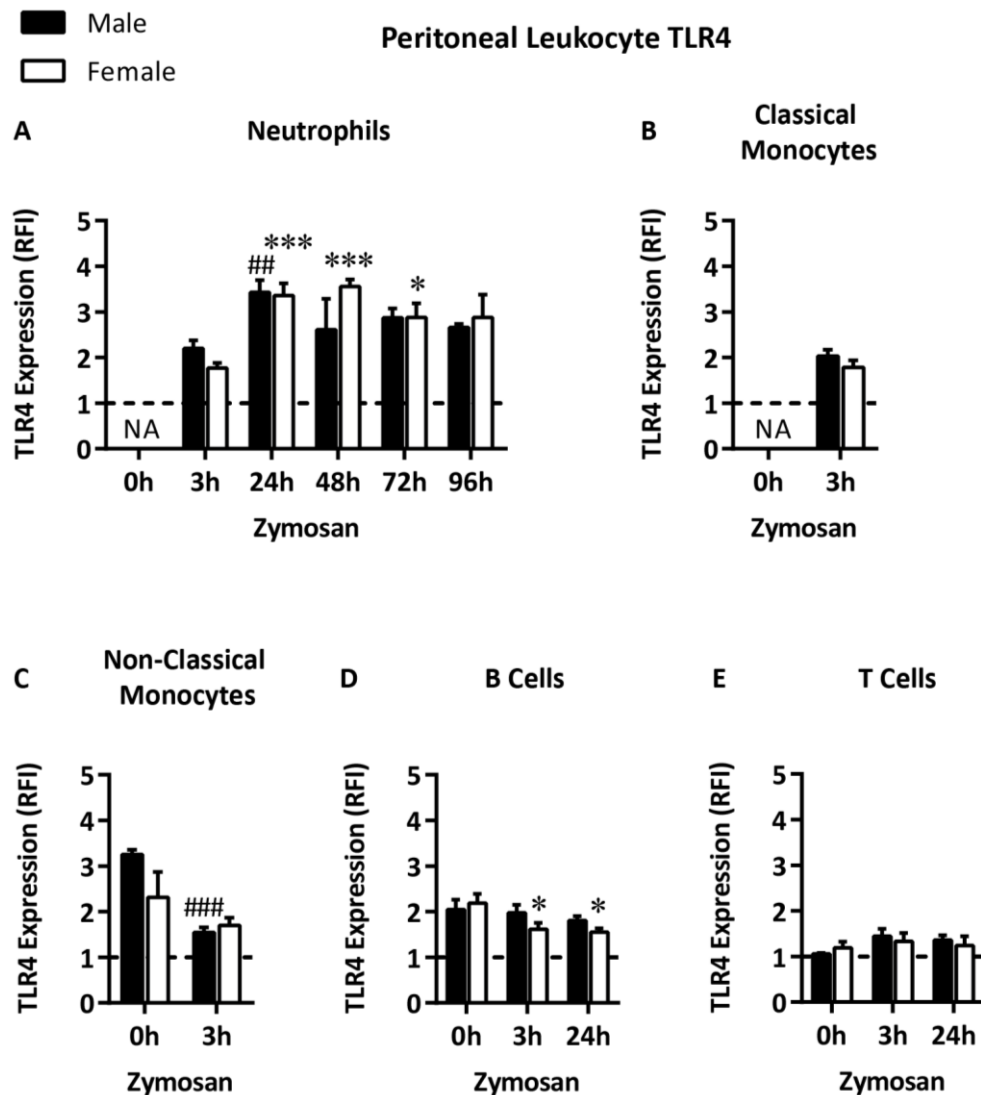 Male
Female
Peritoneal Leukocyte TLR4
A
Neutrophils
TLR4 Expression (RFI)
5
4
3
2
1
0
NA
##
***
***
*
0h 3h 24h 48h 72h 96h
Zymosan
B
Classical
Monocytes
TLR4 Expression (RFI)
5
4
3
2
1
0
NA
0h 3h
Zymosan
C
Non-Classical
Monocytes
TLR4 Expression (RFI)
5
4
3
2
1
0
###
0h 3h
Zymosan
D
B Cells
TLR4 Expression (RFI)
5
4
3
2
1
0
*
*
0h 3h 24h
Zymosan
E
T Cells
TLR4 Expression (RFI)
5
4
3
2
1
0
0h 3h 24h
Zymosan